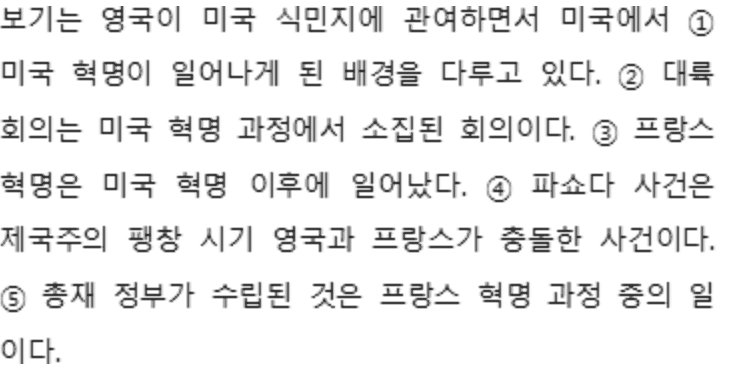 보기는 영국이 미국 식민지에 관여하면서 미국에서 ①
미국 혁명이 일어나게 된 배경을 다루고 있다. ② 대륙
회의는 미국 혁명 과정에서 소집된 회의이다. ③ 프랑스
혁명은 미국 혁명 이후에 일어났다. ④ 파쇼다 사건은
제국주의 팽창 시기 영국과 프랑스가 충돌한 사건이다.
⑤ 총재 정부가 수립된 것은 프랑스 혁명 과정 중의 일
이다.